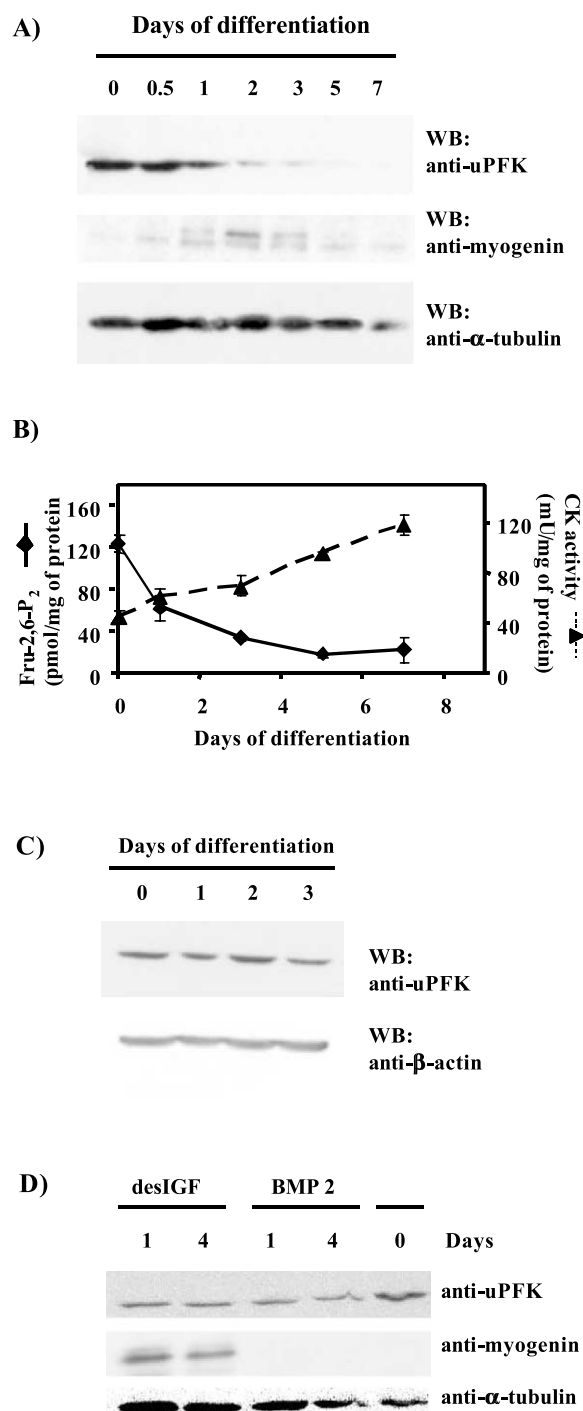 A)
Days of differentiation
0 0.5 1 2 3 5 7
WB:
anti-uPFK
WB:
anti-myogenin
WB:
anti-α-tubulin
B)
Fru-2,6-P2
(pmol/mg of protein)
160
120
80
40
0
120
80
40
0
CK activity
(mU/mg of protein)
0 2 4 6 8
Days of differentiation
C)
Days of differentiation
0 1 2 3
WB:
anti-uPFK
WB:
anti-β-actin
D)
desIGF BMP 2
1 4 1 4 0 Days
anti-uPFK
anti-myogenin
anti-α-tubulin